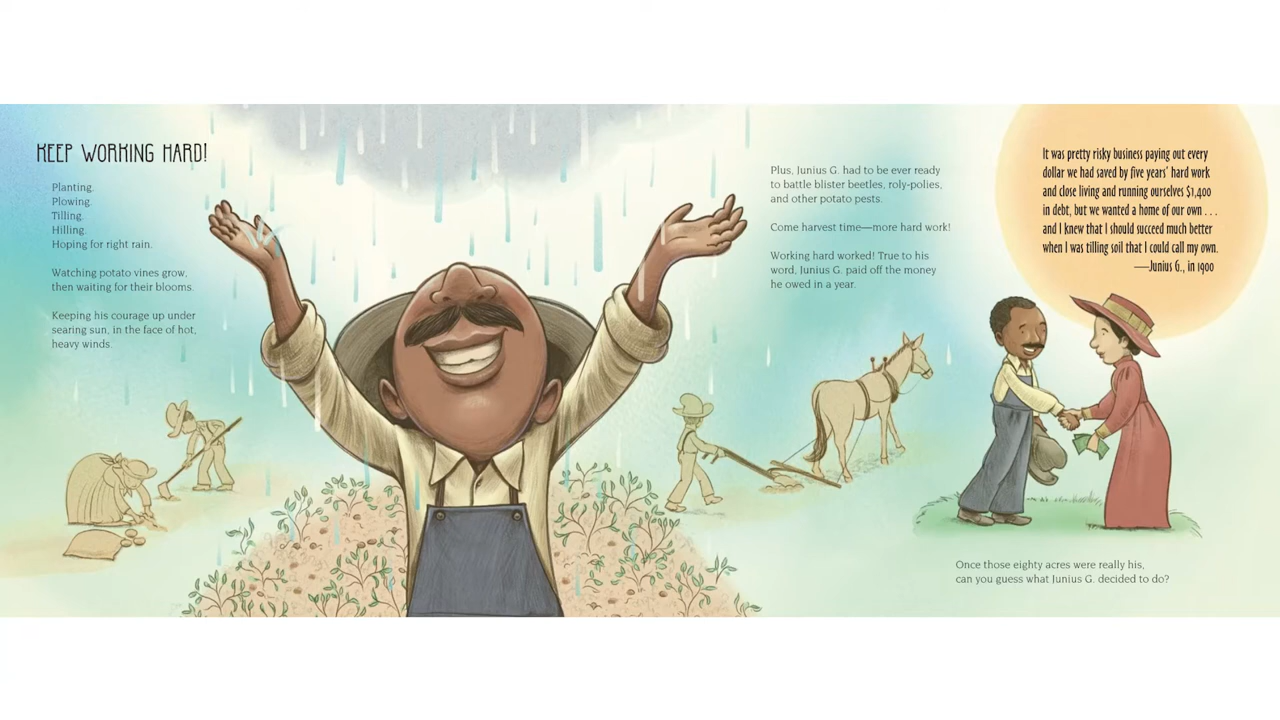 KEEP WORKING HARD!
Planting.
Plowing.
Tilling.
Hilling.
Hoping for right rain.
Watching potato vines grow,
then waiting for their blooms.
Keeping his courage up under
searing sun, in the face of hot,
heavy winds.
Plus, Junius G. had to be ever ready
to battle blister beetles, roly-polies,
and other potato pests.
Come harvest time—more hard work!
Working hard worked! True to his
word, Junius G. paid off the money
he owed in a year.
It was pretty risky business paying out every
dollar we had saved by five years' hard work
and close living and running ourselves $1,400
in debt, but we wanted a home of our own . . .
and I knew that I should succeed much better
when I was tilling soil that I could call my own.
—Junius G., in 1900
Once those eighty acres were really his,
can you guess what Junius G. decided to do?